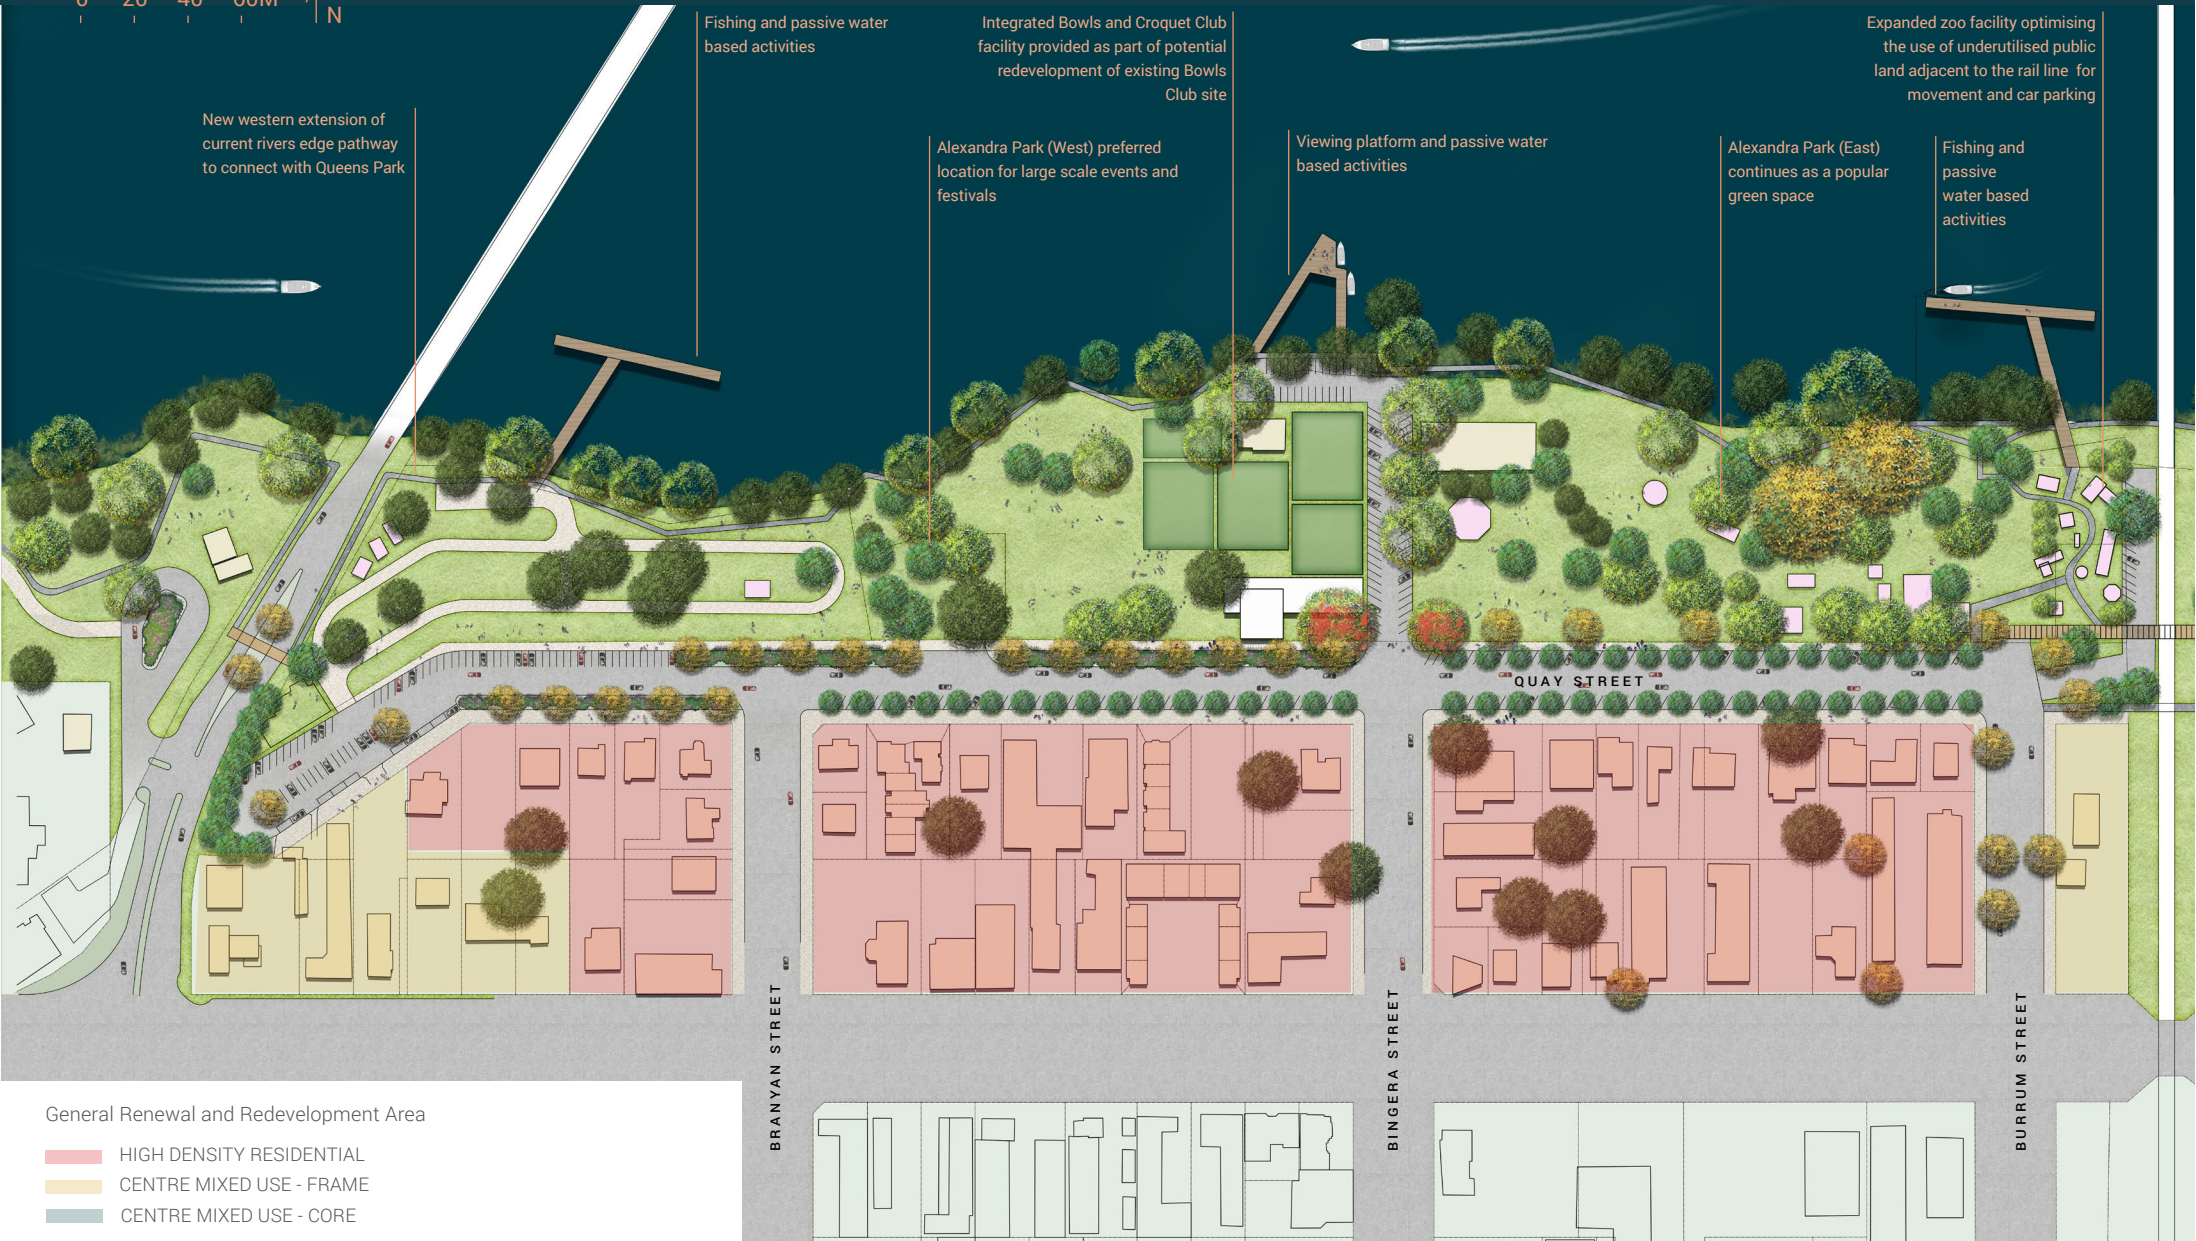 0 20 40 60M
N
New western extension of
current rivers edge pathway
to connect with Queens Park
Fishing and passive water
based activities
Integrated Bowls and Croquet Club
facility provided as part of potential
redevelopment of existing Bowls
Club site
Alexandra Park (West) preferred
location for large scale events and
festivals
Viewing platform and passive water
based activities
Expanded zoo facility optimising
the use of underutilised public
land adjacent to the rail line for
movement and car parking
Alexandra Park (East)
continues as a popular
green space
Fishing and
passive
water based
activities
QUAY STREET
BRANYAN STREET
BINGERA STREET
BURRUM STREET
General Renewal and Redevelopment Area
HIGH DENSITY RESIDENTIAL
CENTRE MIXED USE - FRAME
CENTRE MIXED USE - CORE